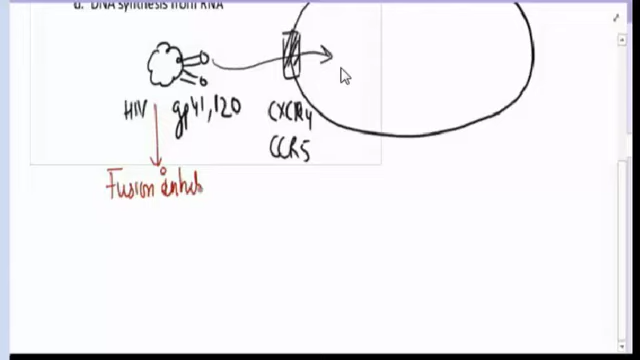 d. DNA synthesis from RNA
HIV gp41,120 CXCR4
CCR5
Fusion inhib